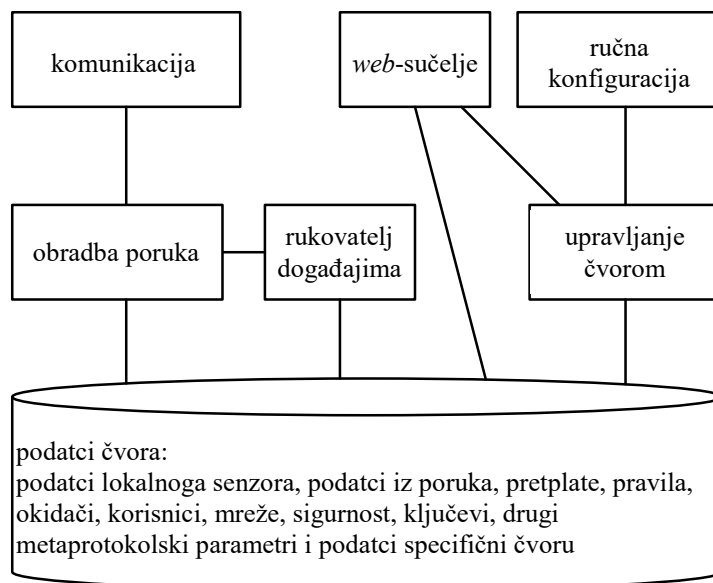 komunikacija
web-sučelje
ručna
konfiguracija
obradba poruka
rukovatelj
događajima
upravljanje
čvorom
podatci čvora:
podatci lokalnoga senzora, podatci iz poruka, pretplate, pravila,
okidači, korisnici, mreže, sigurnost, ključevi, drugi
metaprotokolski parametri i podatci specifični čvoru